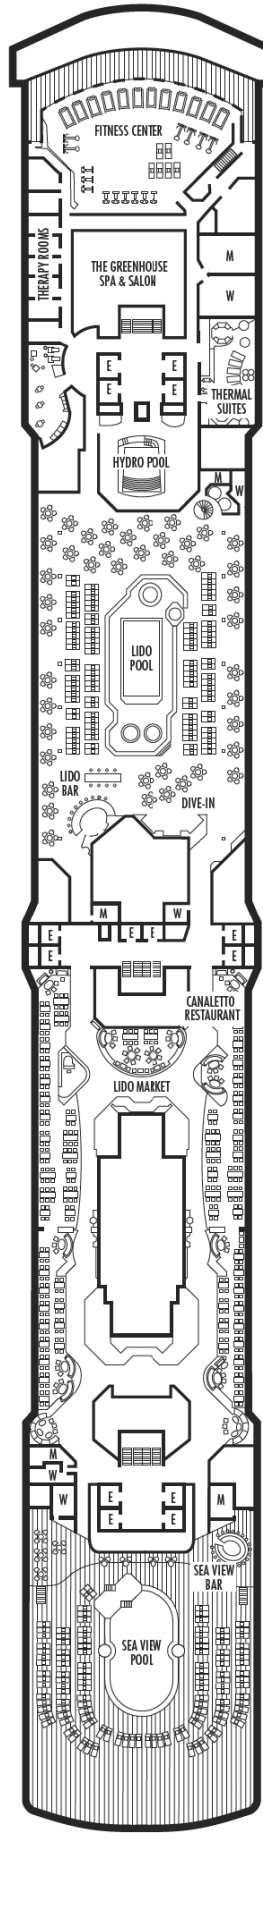 FITNESS CENTER
THERAPY ROOMS
M
THE GREENHOUSE
SPA & SALON
W
E E
E E
THERMAL
SUITES
HYDRO POOL
M
W
LIDO
POOL
LIDO
BAR
DIVE-IN
M W
E E E E
E E
CANALETTO
RESTAURANT
LIDO MARKET
M
W
W M
E E
E E
SEA VIEW
BAR
SEA VIEW
POOL